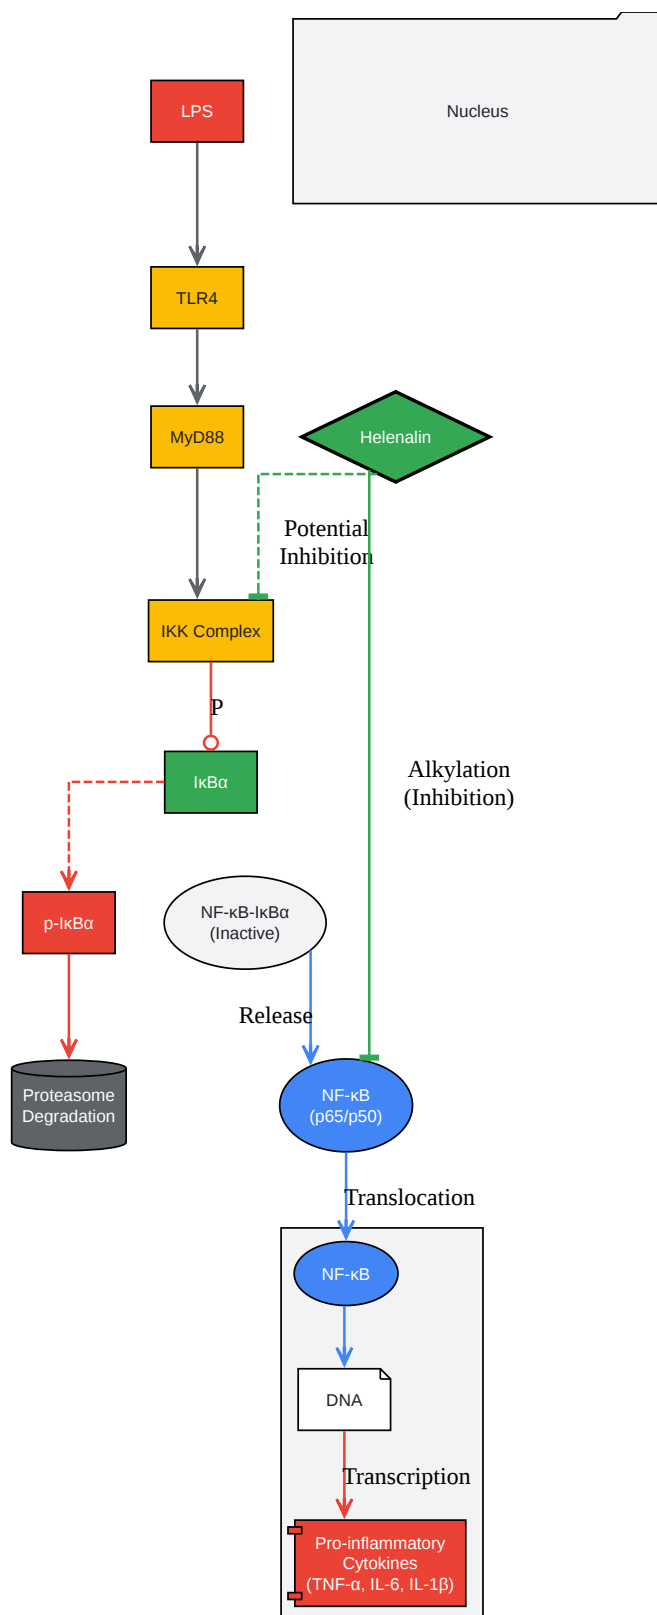 Nucleus
LPS
TLR4
MyD88
Helenalin
Potential
Inhibition
IKK Complex
P
IκBα
Alkylation
(Inhibition)
p-IκBα
NF-κB-IκBα
(Inactive)
Release
Proteasome
Degradation
NF-κB
(p65/p50)
Translocation
NF-κB
DNA
Transcription
Pro-inflammatory
Cytokines
(TNF-α, IL-6, IL-1β)